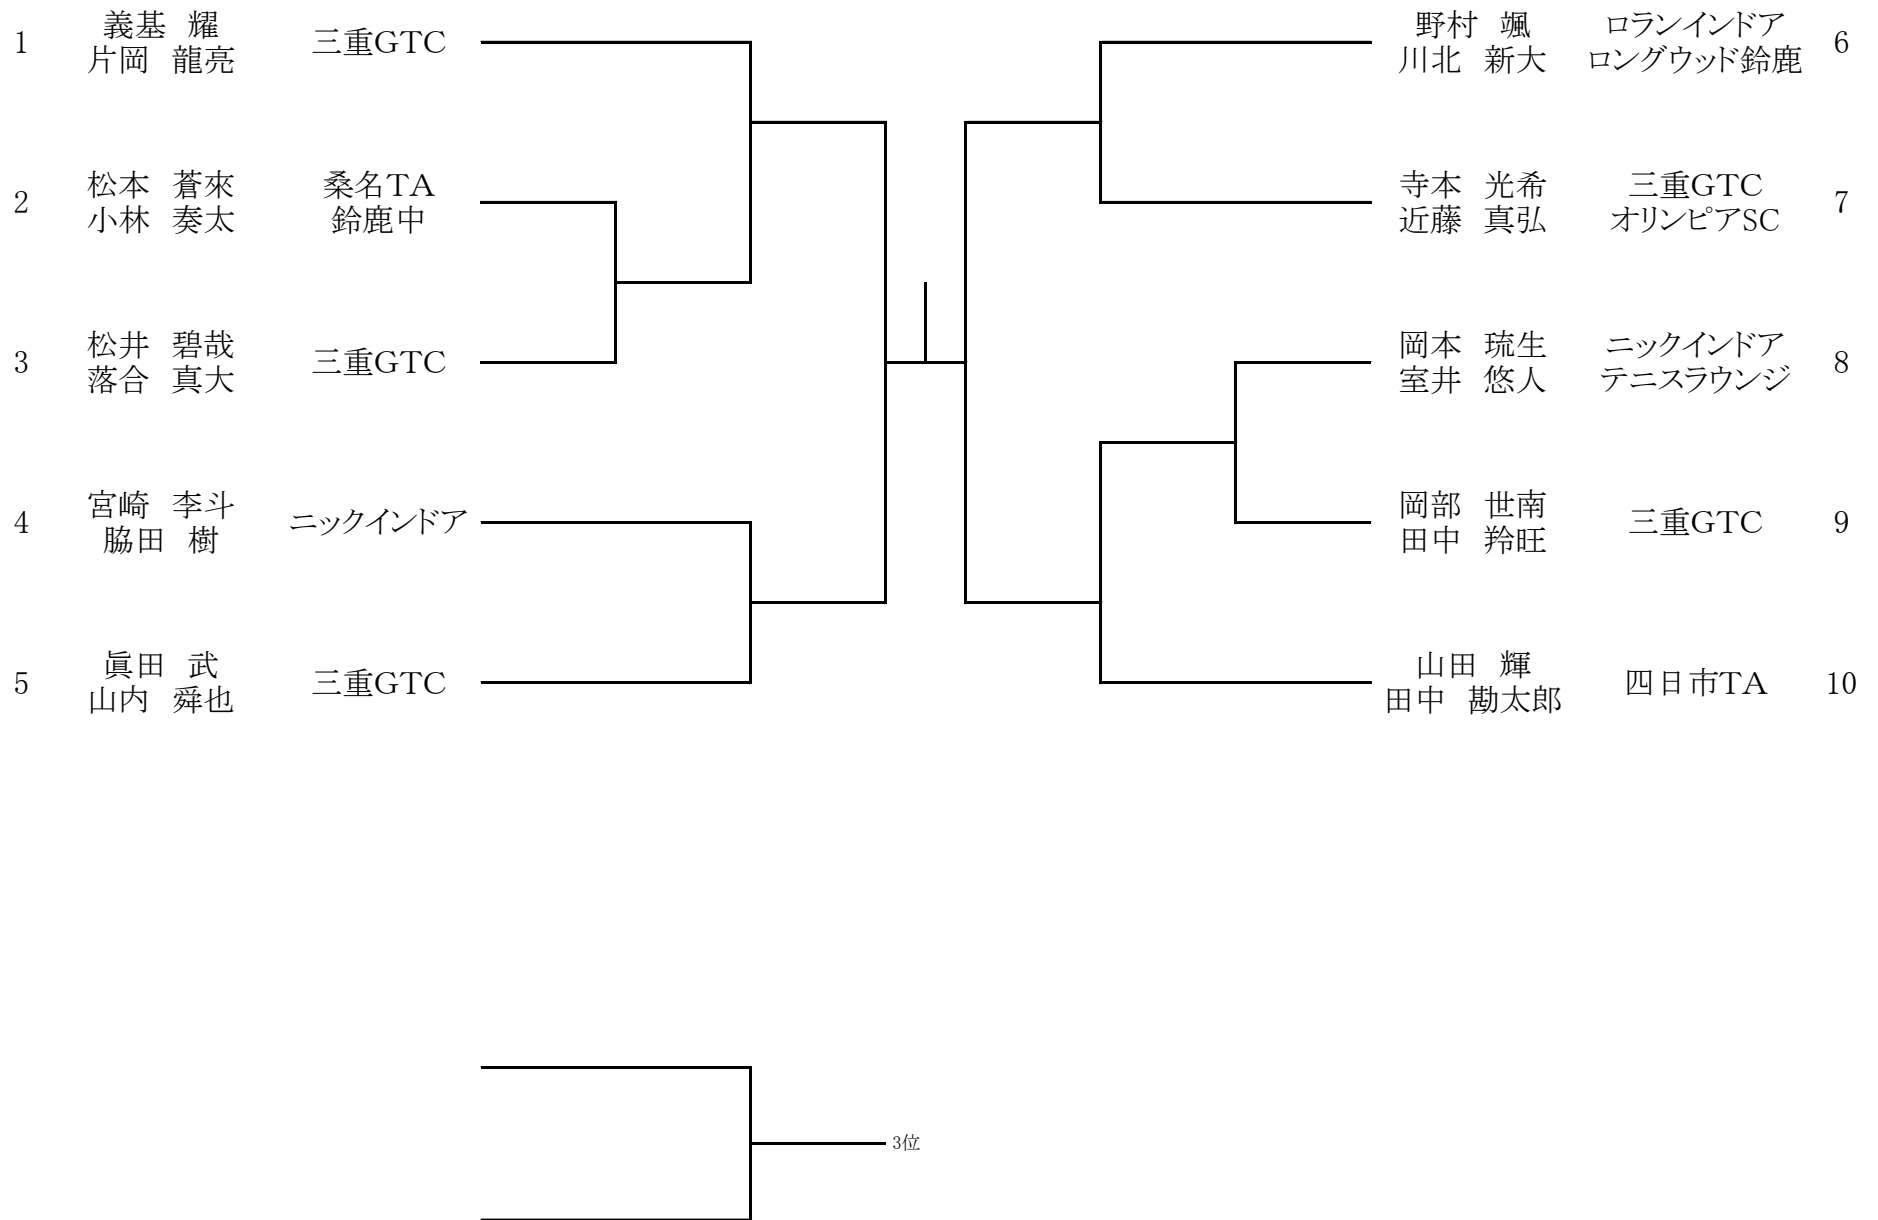 1 義基 耀 三重GTC
片岡 龍亮
2 松本 蒼來 桑名TA
小林 奏太 鈴鹿中
3 松井 碧哉 三重GTC
落合 真大
4 宮崎 李斗 ニックインドア
脇田 樹
5 眞田 武 三重GTC
山内 舜也
野村 颯 ロランインドア 6
川北 新大 ロングウッド鈴鹿
寺本 光希 三重GTC 7
近藤 真弘 オリンピアSC
岡本 琉生 ニックインドア 8
室井 悠人 テニスラウンジ
岡部 世南 三重GTC 9
田中 羚旺
山田 輝 四日市TA 10
田中 勘太郎
3位